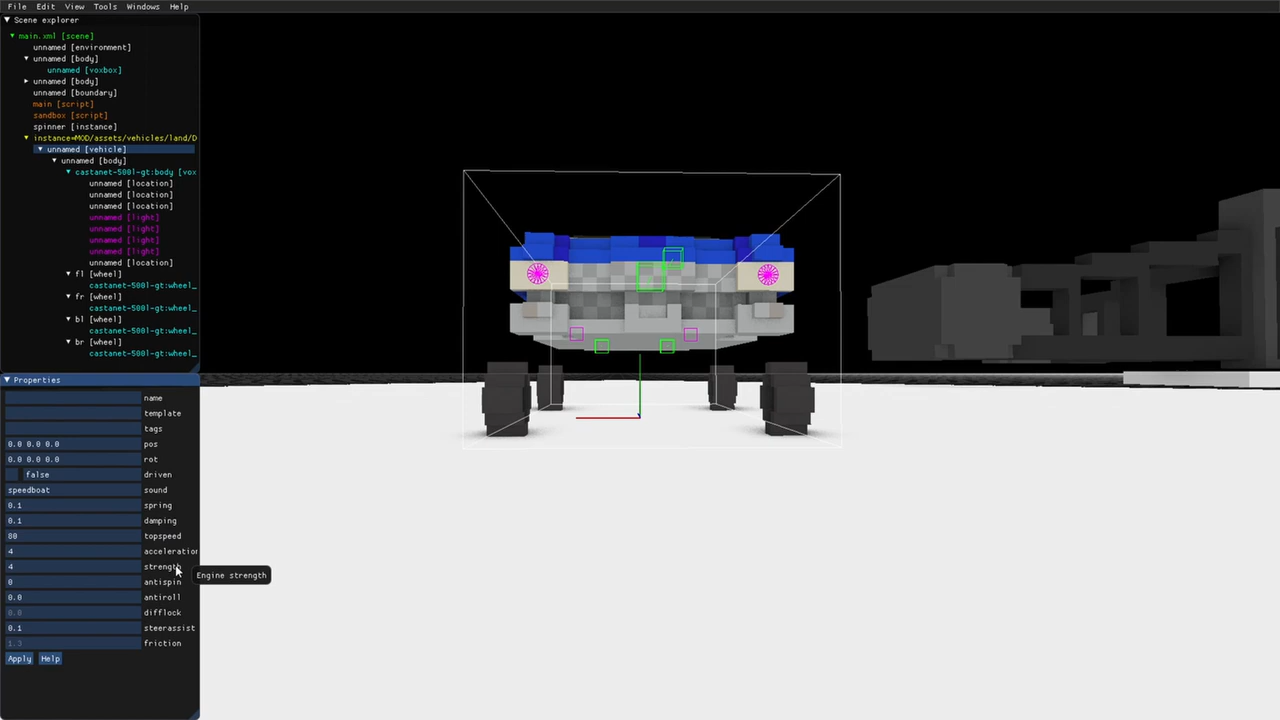 File Edit View Tools Windows Help
Scene explorer
main.xml [scene]
unnamed [environment]
unnamed [body]
unnamed [voxbox]
unnamed [body]
unnamed [boundary]
main [script]
sandbox [script]
spinner [instance]
instance=MOD/assets/vehicles/land/D
unnamed [vehicle]
unnamed [body]
castanet-500l-gt:body [vox
unnamed [location]
unnamed [location]
unnamed [location]
unnamed [light]
unnamed [light]
unnamed [light]
unnamed [light]
unnamed [location]
fl [wheel]
castanet-500l-gt:wheel_
fr [wheel]
castanet-500l-gt:wheel_
bl [wheel]
castanet-500l-gt:wheel_
br [wheel]
castanet-500l-gt:wheel_
Properties
name
template
tags
0.0 0.0 0.0 pos
0.0 0.0 0.0 rot
false driven
speedboat sound
0.1 spring
0.1 damping
80 topspeed
4 acceleration
4 strength
Engine strength
0 antispin
0.0 antiroll
0.0 difflock
0.1 steerassist
1.3 friction
Apply Help